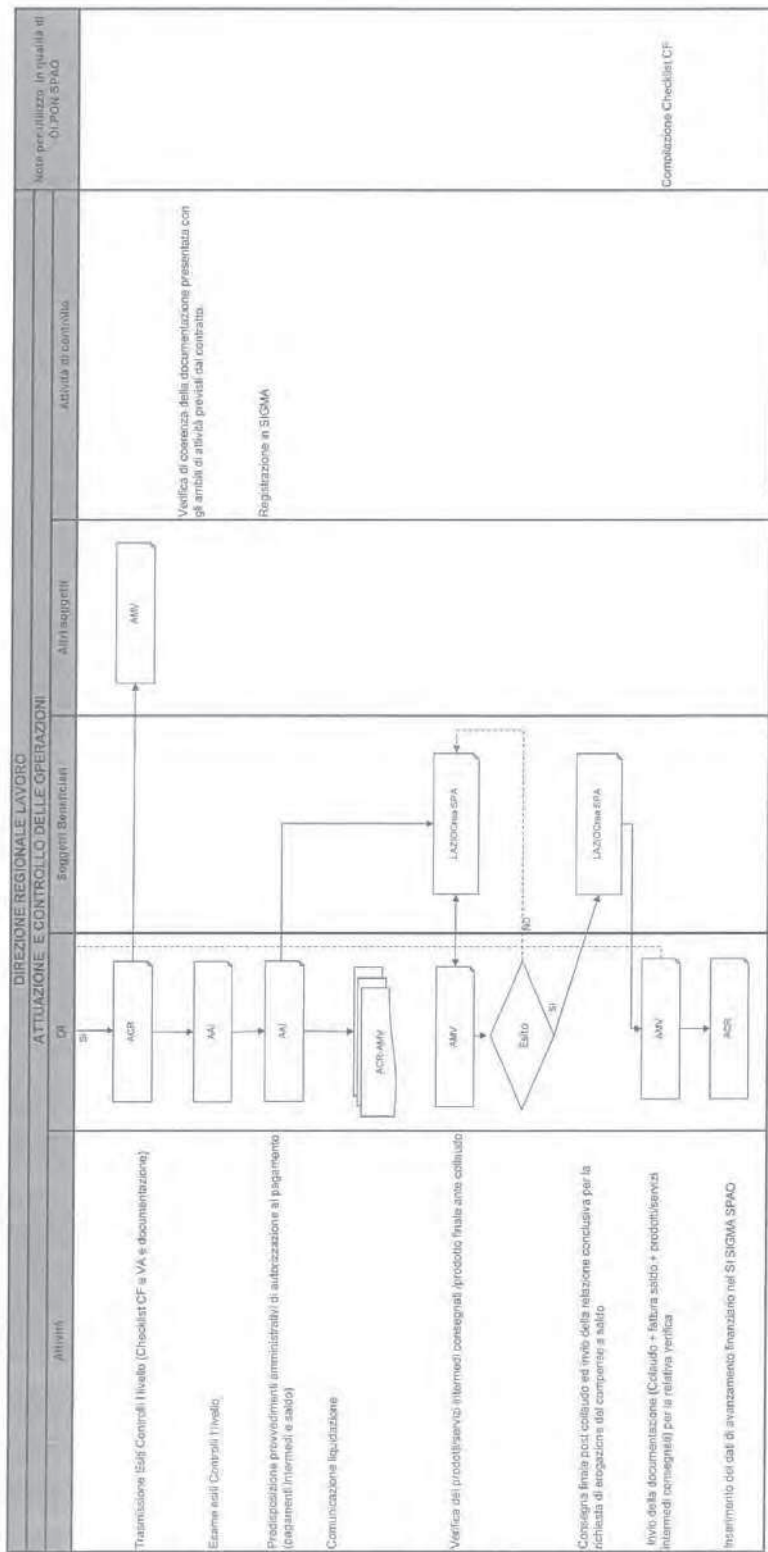 DIREZIONE REGIONALE LAVORO
ATTUAZIONE E CONTROLLO DELLE OPERAZIONI
Note per utilizzo in qualità di
OI PON SPAO
Attività
OI
Soggetti Beneficiari
Altri soggetti
Attività di controllo
SI
Trasmissione Esiti Controlli I livello (Checklist CF e VA e documentazione)
ACR
AMV
Esame esiti Controlli I livello
AAI
Verifica di coerenza della documentazione presentata con
gli ambiti di attività previsti dal contratto.
Predisposizione provvedimenti amministrativi di autorizzazione al pagamento
(pagamenti intermedi e saldo)
AAI
Registrazione in SIGMA
Comunicazione liquidazione
ACR-AMV
Verifica dei prodotti/servizi intermedi consegnati /prodotto finale ante collaudo
AMV
LAZIOCrea SPA
Esito
NO
SI
Consegna finale post collaudo ed invio della relazione conclusiva per la
richiesta di erogazione del compenso a saldo
LAZIOCrea SPA
Invio della documentazione (Collaudo + fattura saldo + prodotti/servizi
intermedi consegnati) per la relativa verifica
AMV
Compilazione Checklist CF
Inserimento dei dati di avanzamento finanziario nel SI SIGMA SPAO
ACR